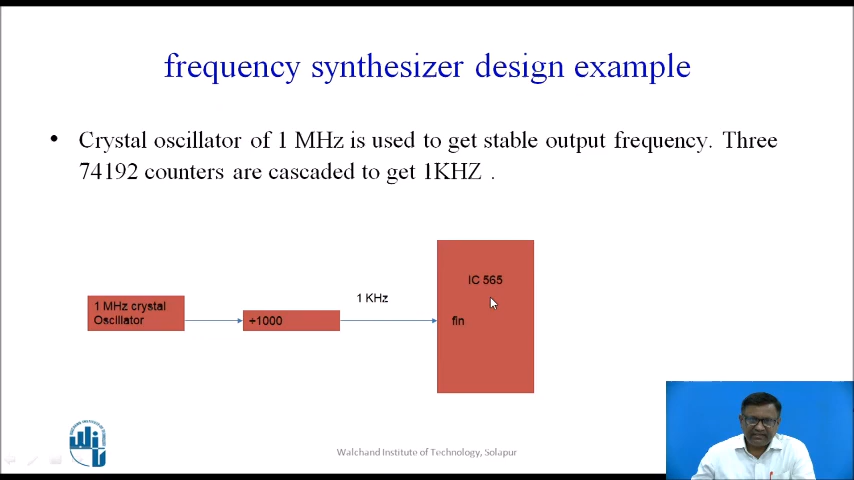 frequency synthesizer design example
• Crystal oscillator of 1 MHz is used to get stable output frequency. Three
74192 counters are cascaded to get 1KHZ .
IC 565
1 KHz
1 MHz crystal
Oscillator
÷1000
fin
Walchand Institute of Technology, Solapur